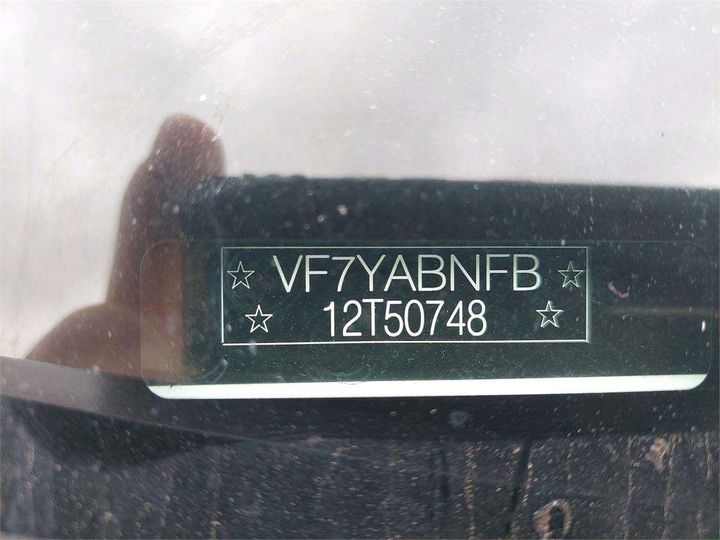 ☆ VF7YABNFB ☆
☆ 12T50748 ☆